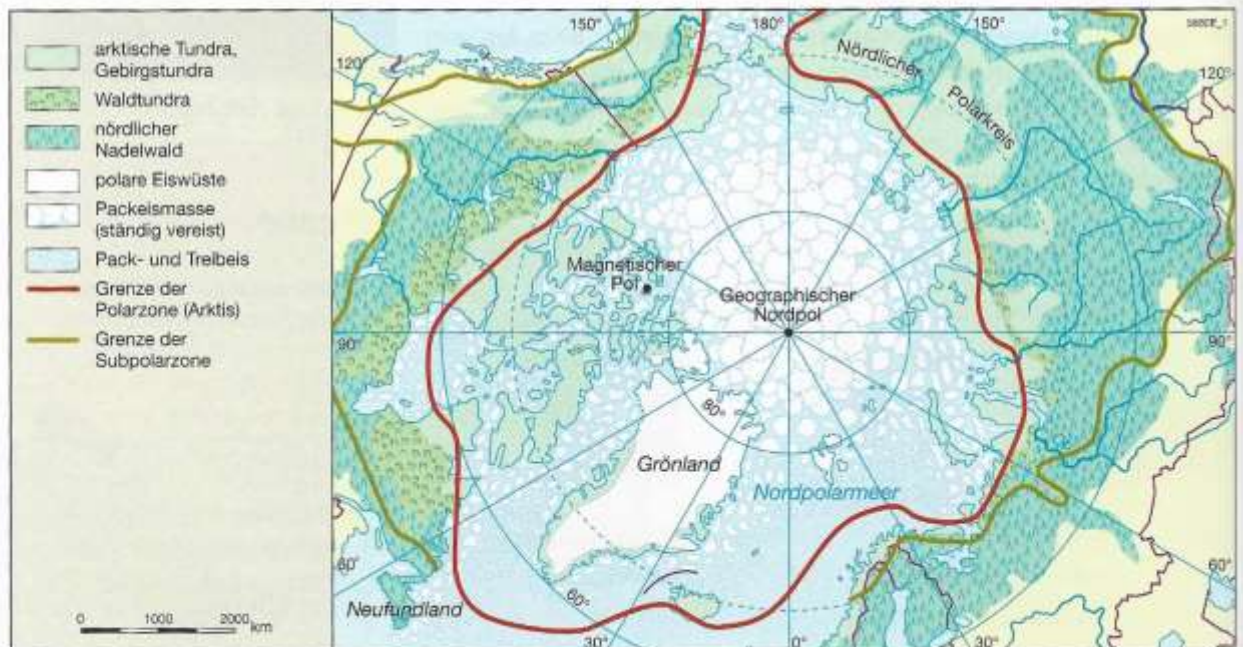 arktische Tundra,
Gebirgstundra
Waldtundra
nördlicher
Nadelwald
polare Eiswüste
Packeismasse
(ständig vereist)
Pack- und Treibeis
Grenze der
Polarzone (Arktis)
Grenze der
Subpolarzone
0 1000 2000 km
150° 180° 150°
120°
Nördlicher
Polarkreis
120°
Magnetischer
Pol
Geographischer
Nordpol
90°
90°
80°
Grönland
Nordpolarmeer
60°
60°
60°
Neufundland
30° 0° 30°